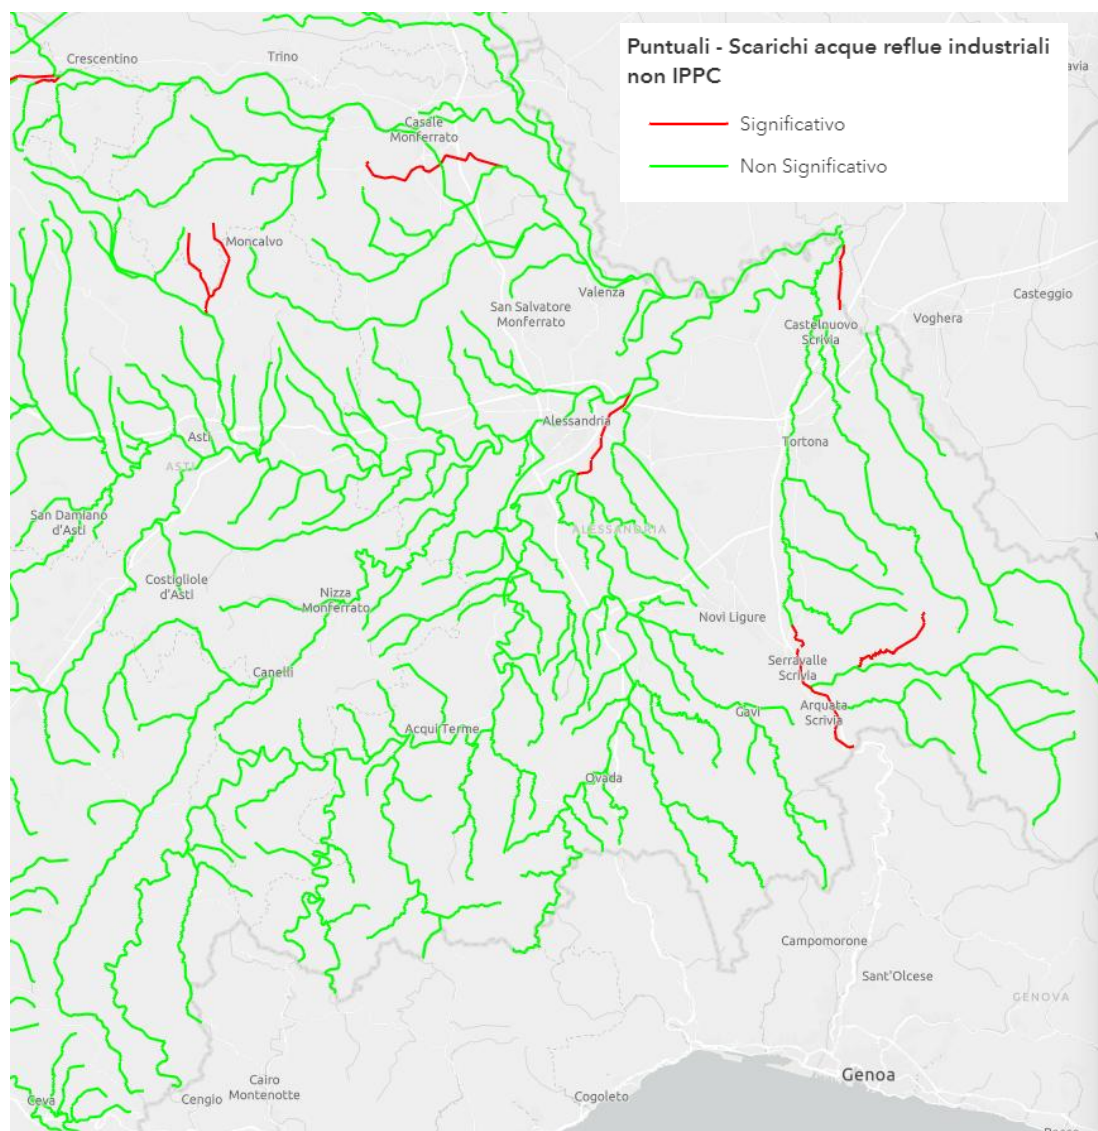 Puntuali - Scarichi acque reflue industriali
non IPPC
Significativo
Non Significativo
Crescentino
Trino
Casale
Monferrato
Moncalvo
Valenza
San Salvatore
Monferrato
Casteggio
Castelnuovo
Scrivia
Voghera
Alessandria
Asti
ASTI
Tortona
San Damiano
d'Asti
ALESSANDRIA
Costigliole
d'Asti
Nizza
Monferrato
Novi Ligure
Canelli
Serravalle
Scrivia
Arquata
Scrivia
Gavi
Acqui Terme
Ovada
Campomorone
Sant'Olcese
GENOVA
Genoa
Cairo
Montenotte
Cengio
Cogoleto
Ceva